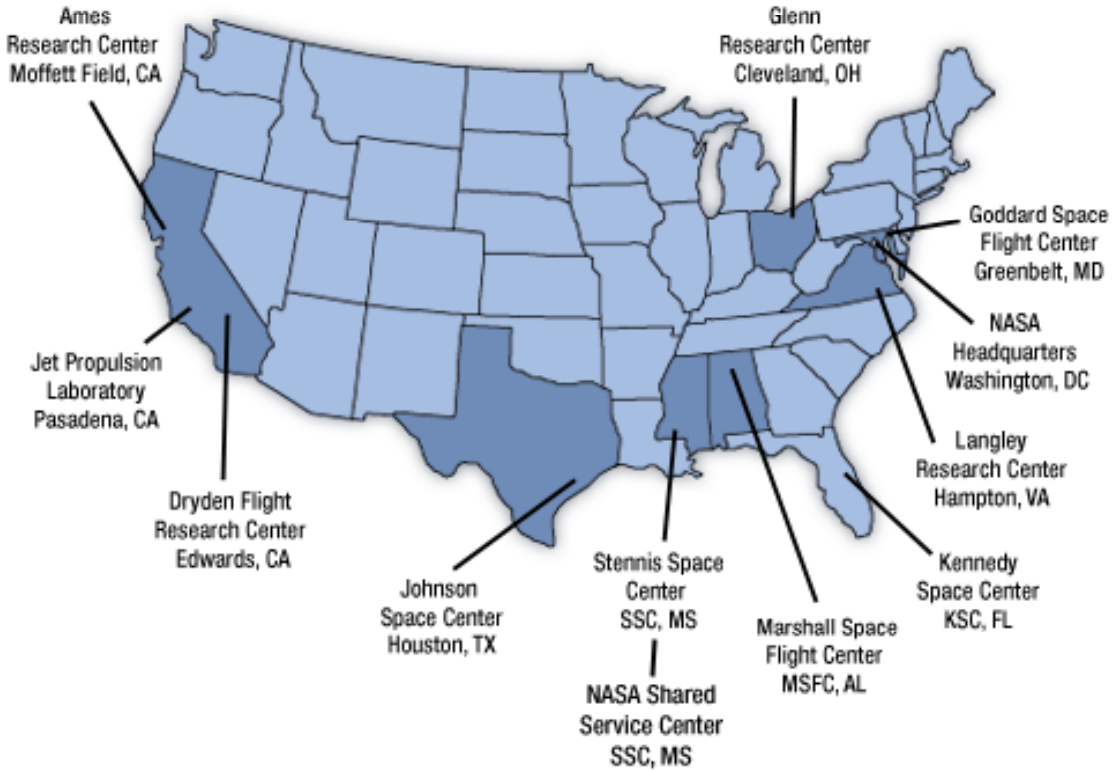 Ames
Research Center
Moffett Field, CA
Glenn
Research Center
Cleveland, OH
Goddard Space
Flight Center
Greenbelt, MD
NASA
Headquarters
Washington, DC
Jet Propulsion
Laboratory
Pasadena, CA
Langley
Research Center
Hampton, VA
Dryden Flight
Research Center
Edwards, CA
Johnson
Space Center
Houston, TX
Stennis Space
Center
SSC, MS
NASA Shared
Service Center
SSC, MS
Marshall Space
Flight Center
MSFC, AL
Kennedy
Space Center
KSC, FL